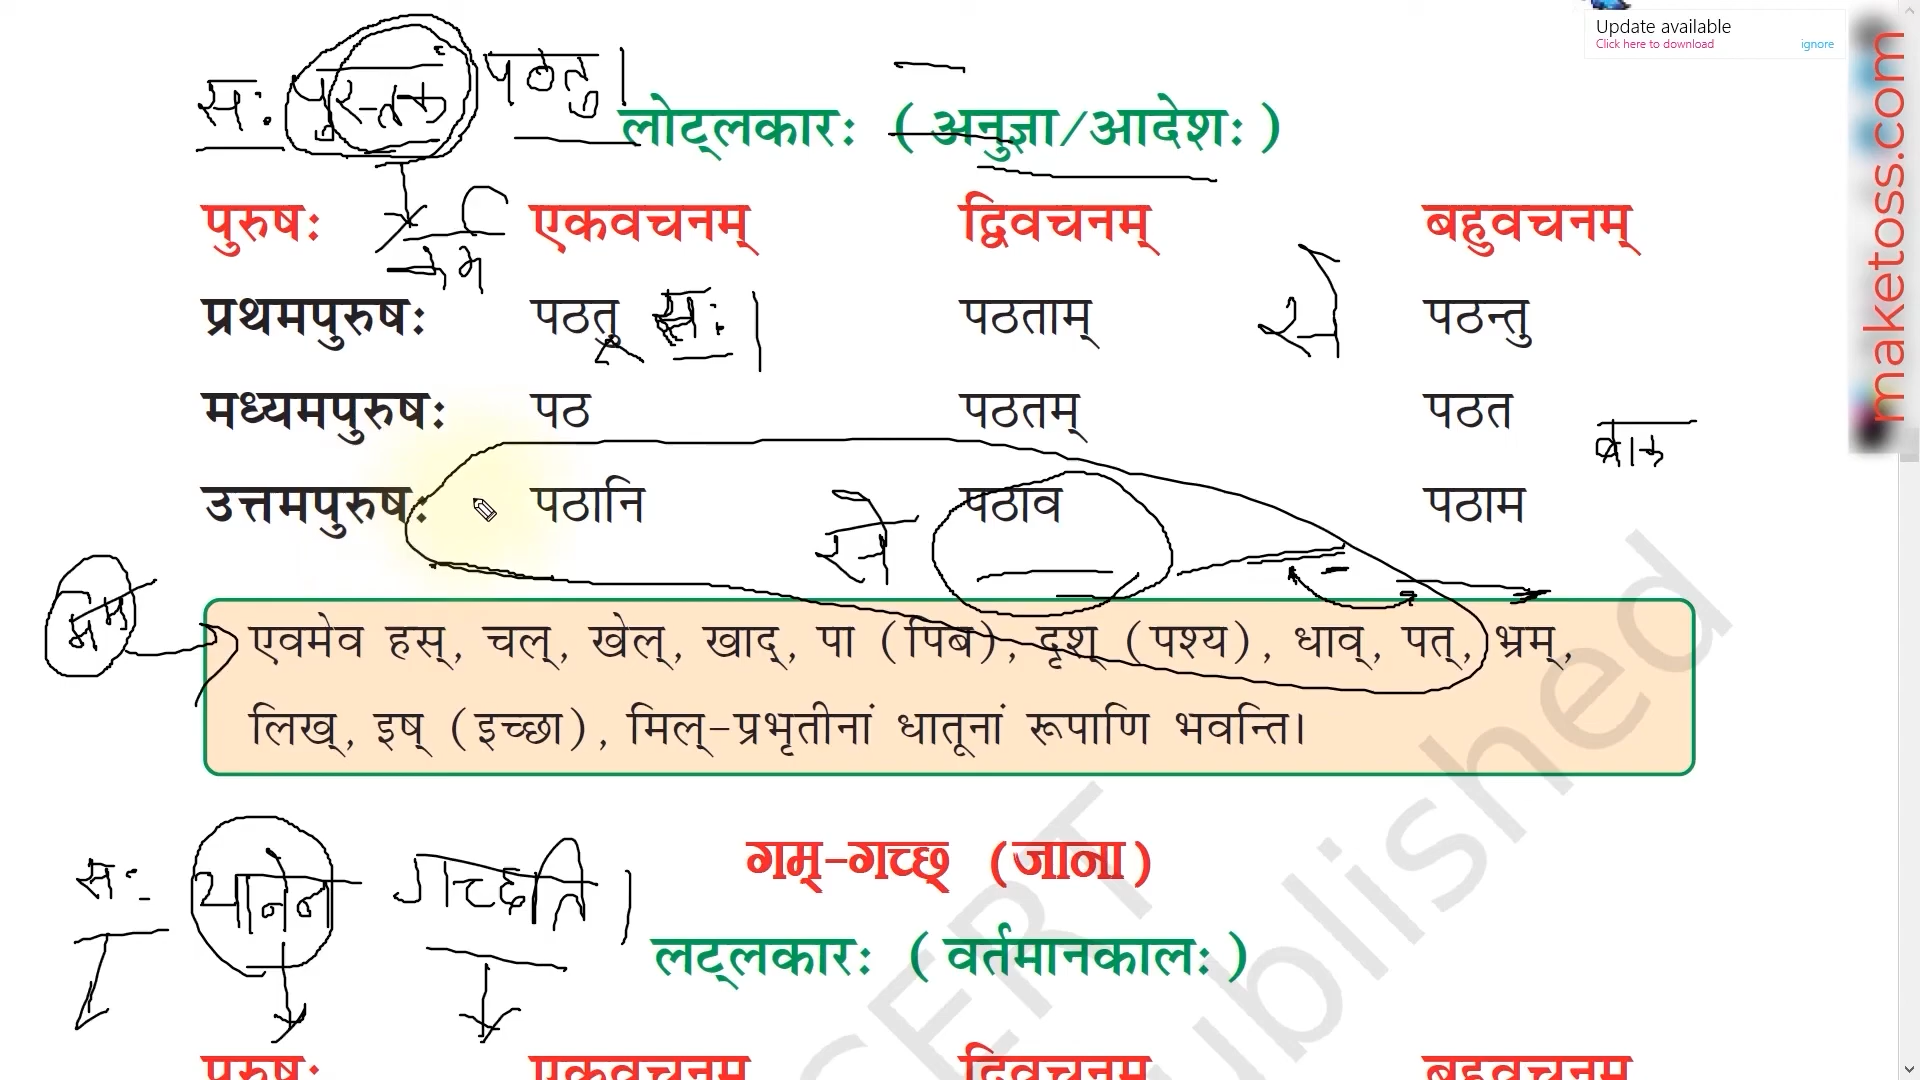 Update available
Click here to download ignore
maketoss.com
सः पुस्तकं पठतु।
लोट्लकारः ( अनुज्ञा/आदेशः )
पुरुषः एकवचनम् द्विवचनम् बहुवचनम्
प्रथमपुरुषः पठतु सः। पठताम् पठन्तु
मध्यमपुरुषः पठ पठतम् पठत
उत्तमपुरुषः पठानि पठाव पठाम
एवमेव हस्, चल्, खेल्, खाद्, पा (पिब), दृश् (पश्य), धाव्, पत्, भ्रम्,
लिख्, इष् (इच्छा), मिल्-प्रभृतीनां धातूनां रूपाणि भवन्ति।
गम्-गच्छ् (जाना)
सः यानेन गच्छति।
लट्लकारः ( वर्तमानकालः )
पुरुषः एकवचनम् द्विवचनम् बहुवचनम्